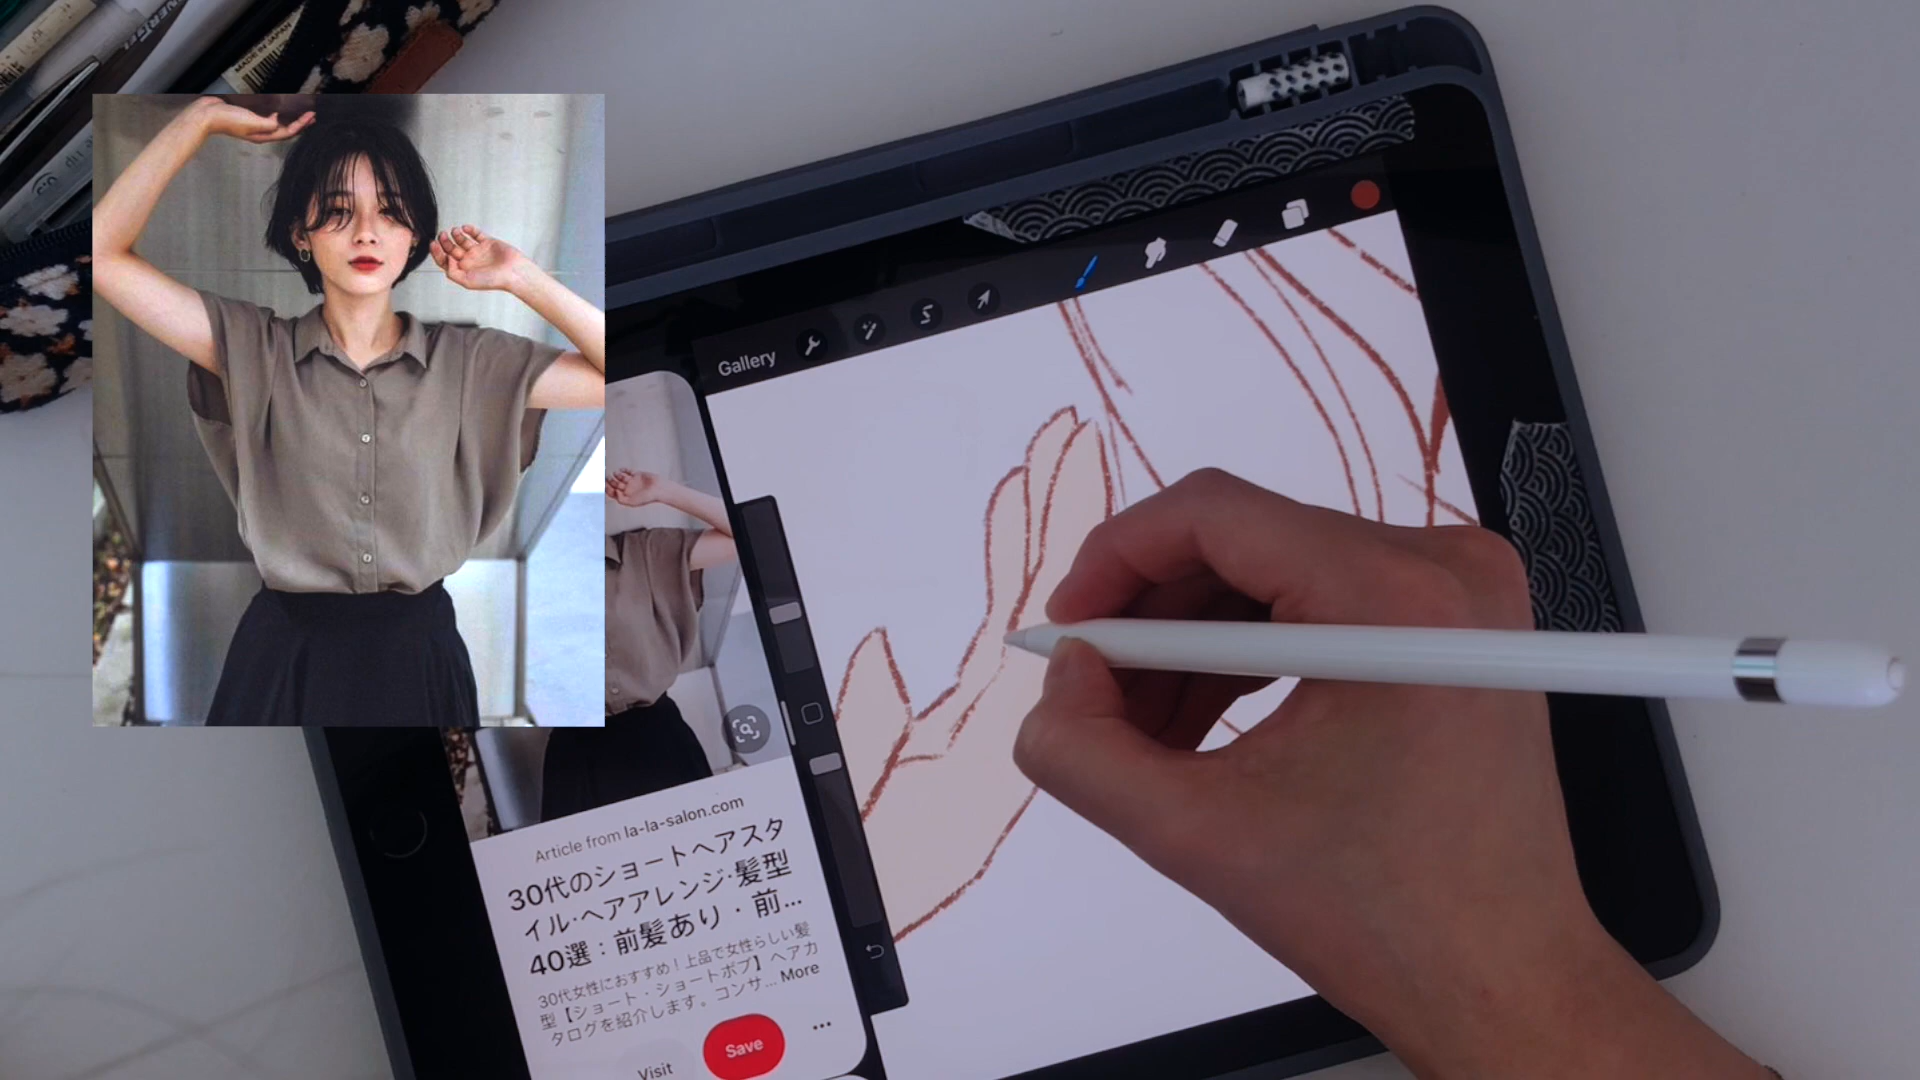 MADE IN JAPAN
Gallery
Article from la-la-salon.com
30代のショートヘアスタ
イル·ヘアアレンジ·髪型
40選：前髪あり・前...
30代女性におすすめ！上品で女性らしい髪
型【ショート・ショートボブ】ヘアカ
タログを紹介します。コンサ... More
Visit
Save